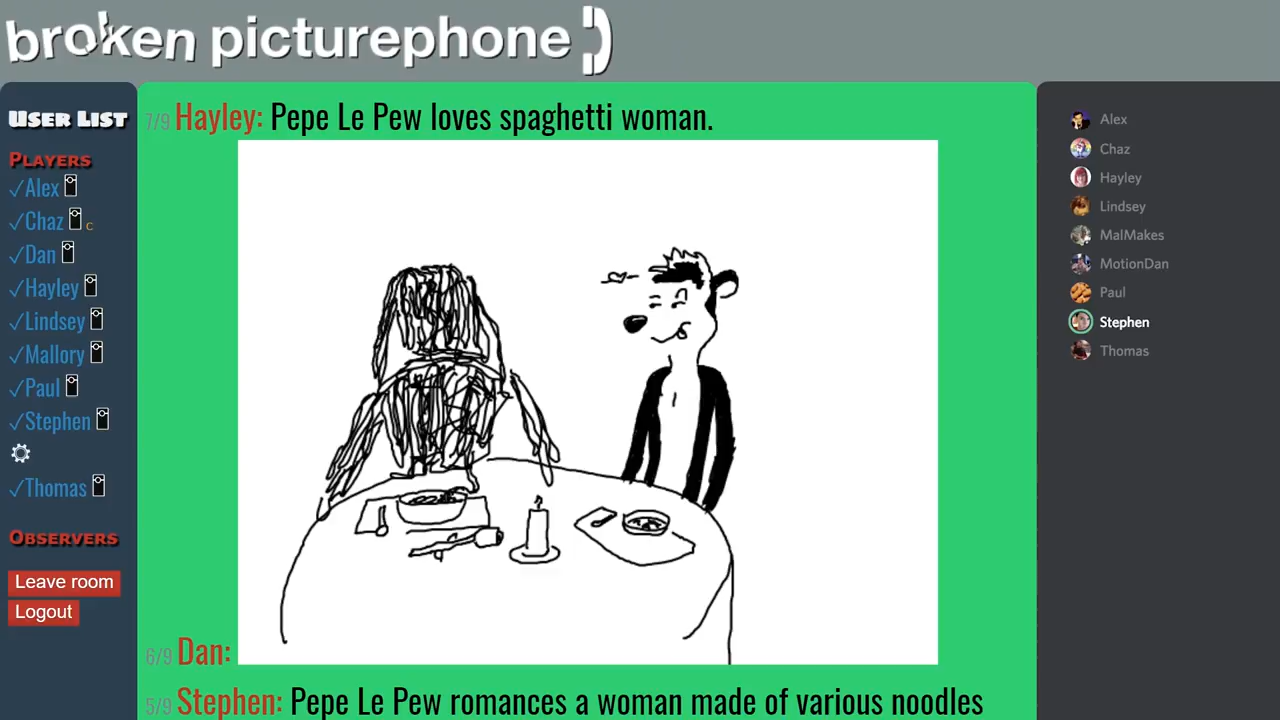 broken picturephone
USER LIST
PLAYERS
✓Alex
✓Chaz c
✓Dan
✓Hayley
✓Lindsey
✓Mallory
✓Paul
✓Stephen
✓Thomas
OBSERVERS
Leave room
Logout
7/9 Hayley: Pepe Le Pew loves spaghetti woman.
6/9 Dan:
5/9 Stephen: Pepe Le Pew romances a woman made of various noodles
Alex
Chaz
Hayley
Lindsey
MalMakes
MotionDan
Paul
Stephen
Thomas